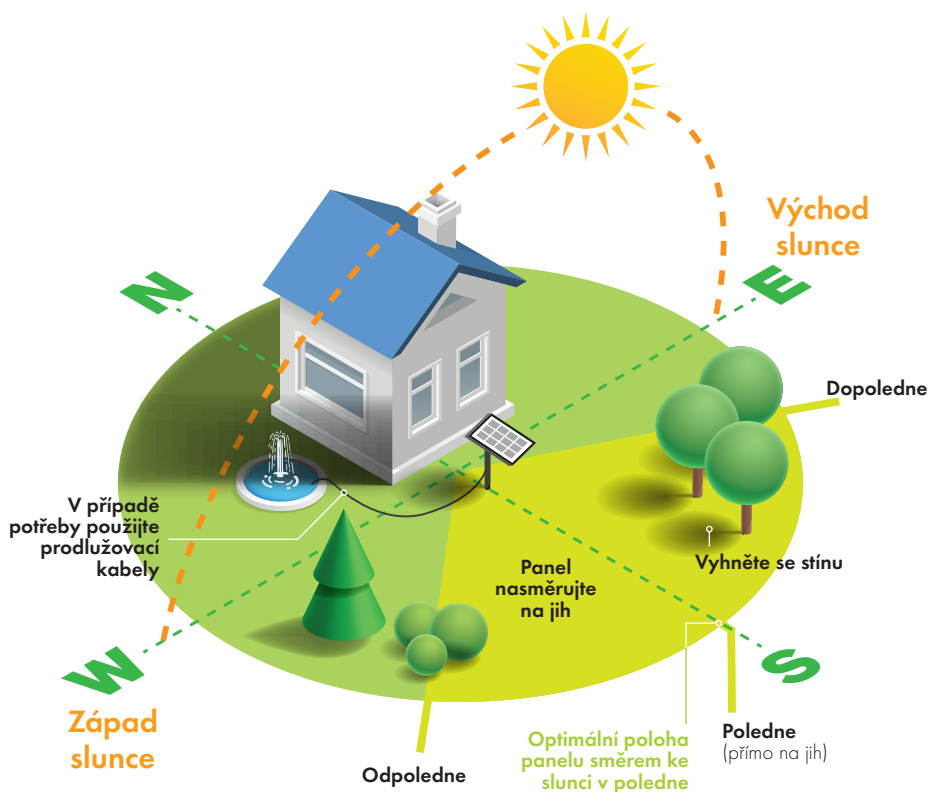 Východ
slunce
N
E
Dopoledne
V případě
potřeby použijte
prodlužovací
kabely
Vyhněte se stínu
Panel
nasměrujte
na jih
W
S
Západ
slunce
Odpoledne
Optimální poloha
panelu směrem ke
slunci v poledne
Poledne
(přímo na jih)